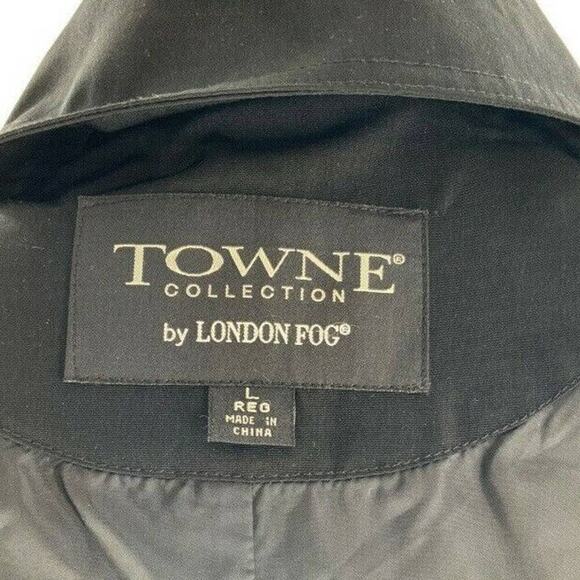 TOWNE®
COLLECTION
by LONDON FOG®
L
REG
MADE IN
CHINA